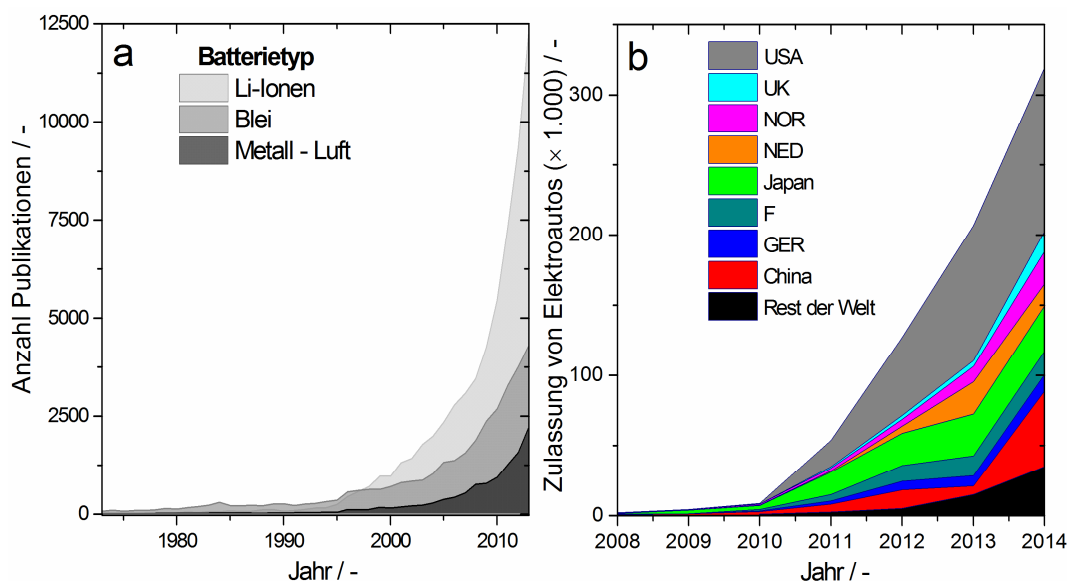 a
Batterietyp
Li-Ionen
Blei
Metall - Luft
Anzahl Publikationen / -
12500
10000
7500
5000
2500
0
1980
1990
2000
2010
Jahr / -
b
USA
UK
NOR
NED
Japan
F
GER
China
Rest der Welt
Zulassung von Elektroautos (× 1.000) / -
300
200
100
0
2008
2009
2010
2011
2012
2013
2014
Jahr / -